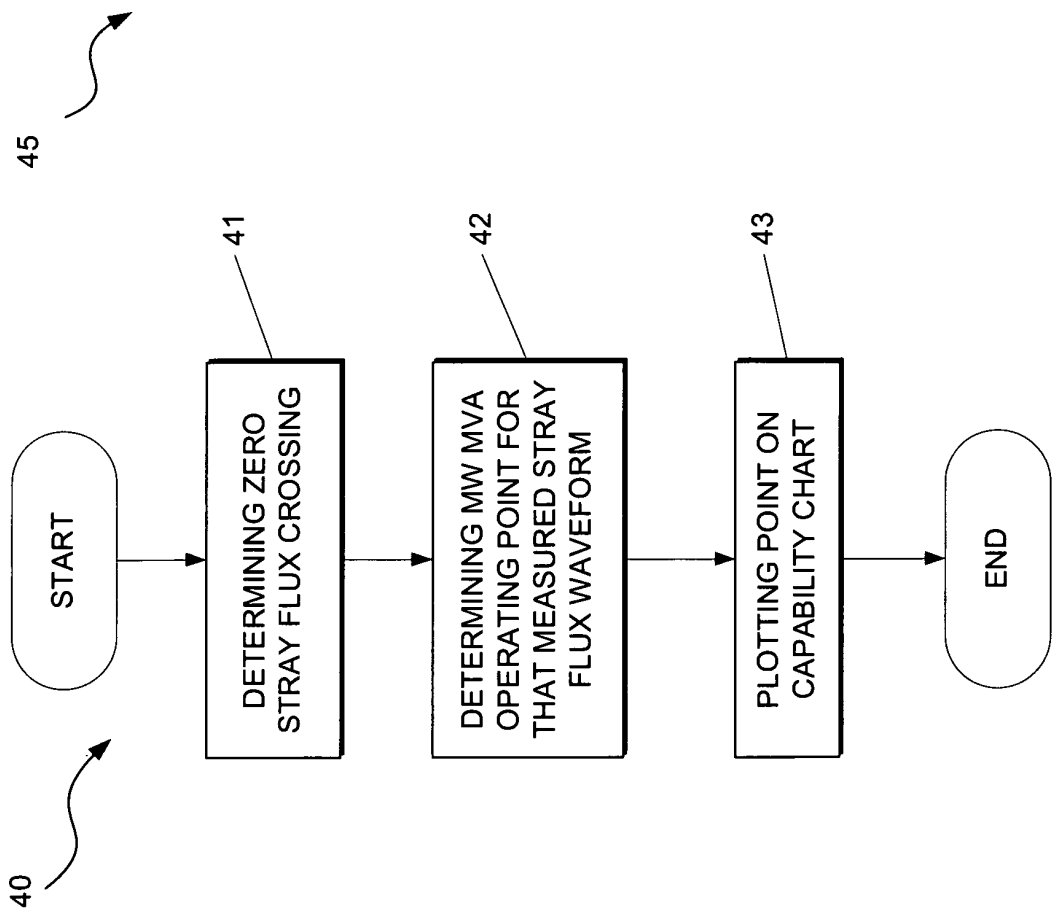 40
45
START
DETERMINING ZERO
STRAY FLUX CROSSING
41
DETERMINING MW MVA
OPERATING POINT FOR
THAT MEASURED STRAY
FLUX WAVEFORM
42
PLOTTING POINT ON
CAPABILITY CHART
43
END